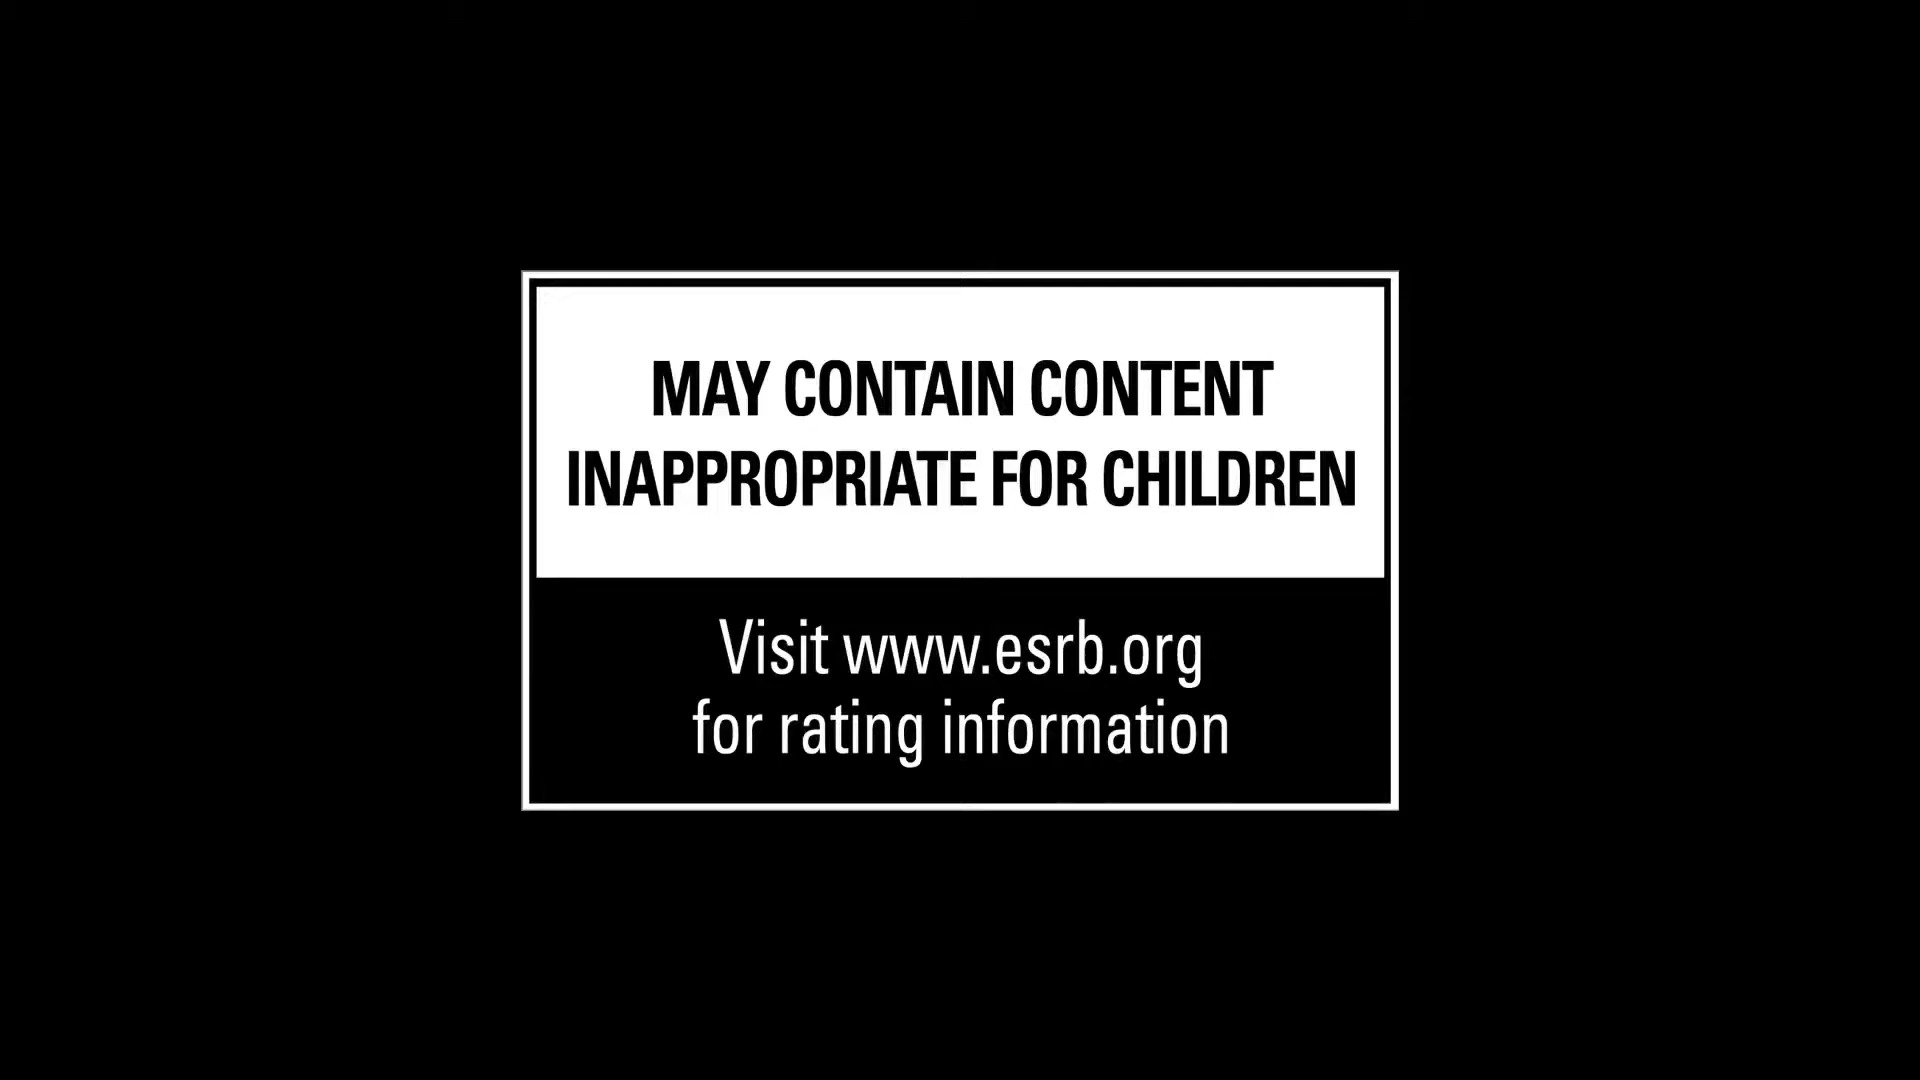 MAY CONTAIN CONTENT
INAPPROPRIATE FOR CHILDREN
Visit www.esrb.org
for rating information